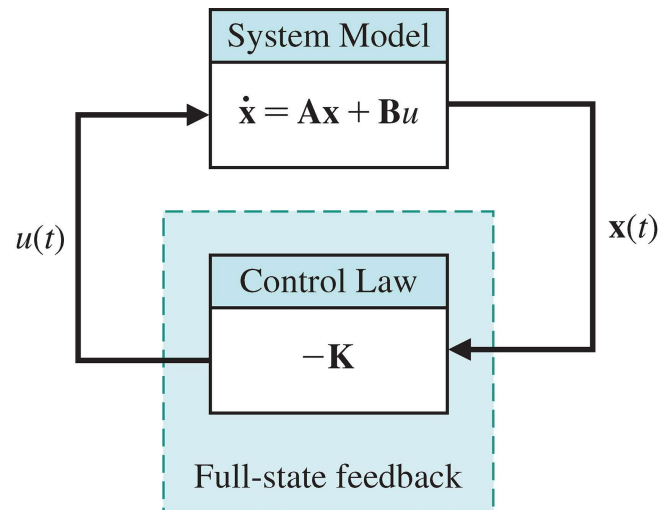 System Model
ẋ = Ax + Bu
u(t)
x(t)
Control Law
−K
Full-state feedback